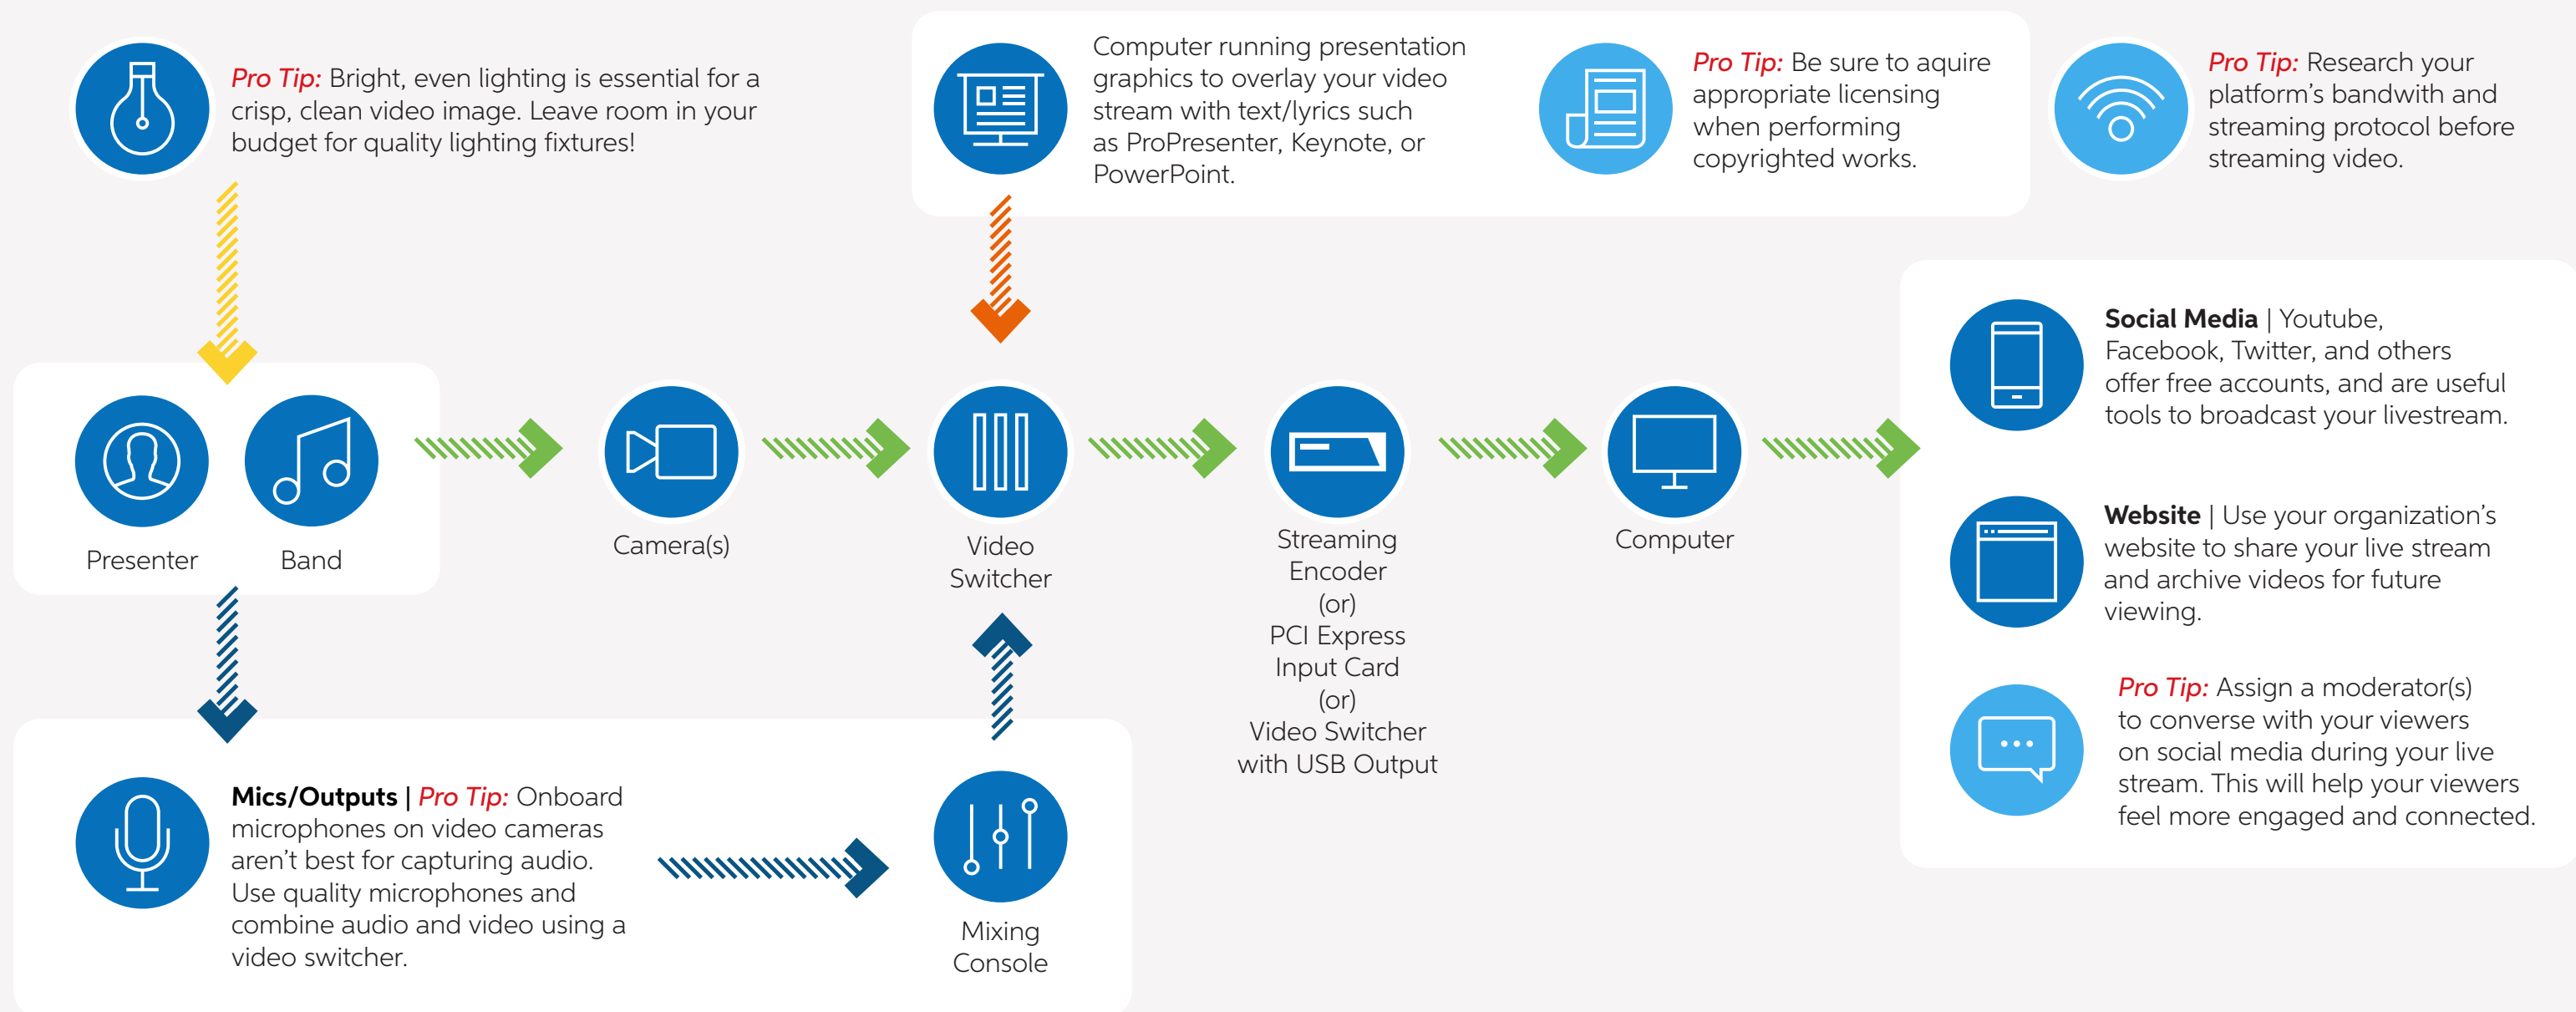 Pro Tip: Bright, even lighting is essential for a
crisp, clean video image. Leave room in your
budget for quality lighting fixtures!
Computer running presentation
graphics to overlay your video
stream with text/lyrics such
as ProPresenter, Keynote, or
PowerPoint.
Pro Tip: Be sure to aquire
appropriate licensing
when performing
copyrighted works.
Pro Tip: Research your
platform's bandwith and
streaming protocol before
streaming video.
Presenter
Band
Camera(s)
Video
Switcher
Streaming
Encoder
(or)
PCI Express
Input Card
(or)
Video Switcher
with USB Output
Computer
Social Media | Youtube,
Facebook, Twitter, and others
offer free accounts, and are useful
tools to broadcast your livestream.
Website | Use your organization's
website to share your live stream
and archive videos for future
viewing.
Pro Tip: Assign a moderator(s)
to converse with your viewers
on social media during your live
stream. This will help your viewers
feel more engaged and connected.
Mics/Outputs | Pro Tip: Onboard
microphones on video cameras
aren't best for capturing audio.
Use quality microphones and
combine audio and video using a
video switcher.
Mixing
Console